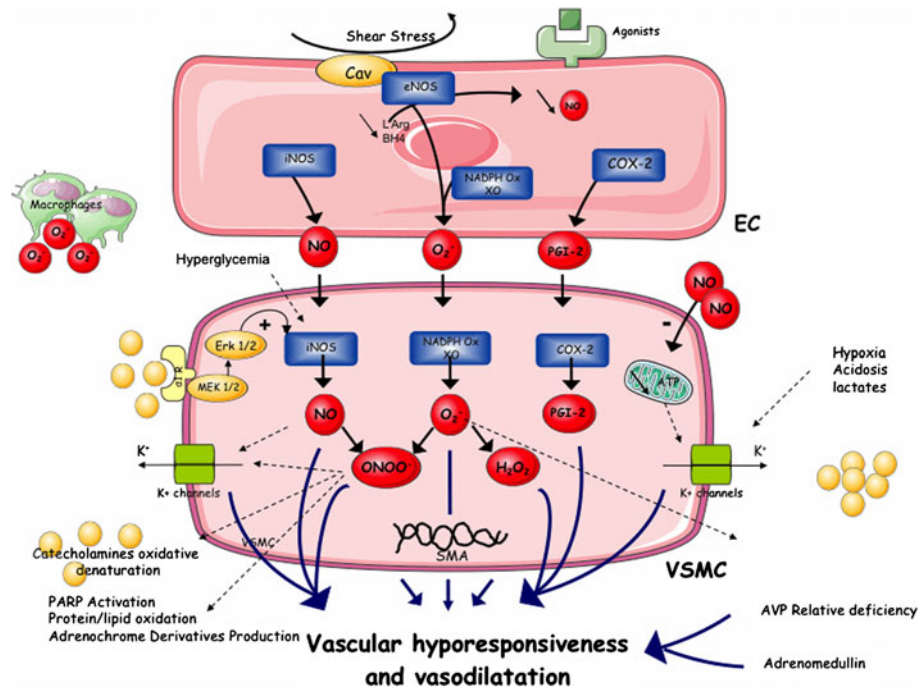 Shear Stress
Agonists
Cav
eNOS
NO
L'Arg
BH4
iNOS
NADPH Ox
XO
COX-2
EC
Macrophages
O₂⁻
O₂⁻
O₂⁻
NO
O₂⁻
PGI-2
Hyperglycemia
NO
NO
-
+
Erk 1/2
iNOS
NADPH Ox
XO
COX-2
ATP
Hypoxia
Acidosis
lactates
α1R
MEK 1/2
NO
O₂⁻
PGI-2
K⁺
K⁺
ONOO⁻
H₂O₂
K+ channels
K+ channels
VSMC
SMA
VSMC
Catecholamines oxidative
denaturation
PARP Activation
Protein/lipid oxidation
Adrenochrome Derivatives Production
Vascular hyporesponsiveness
and vasodilatation
AVP Relative deficiency
Adrenomedullin